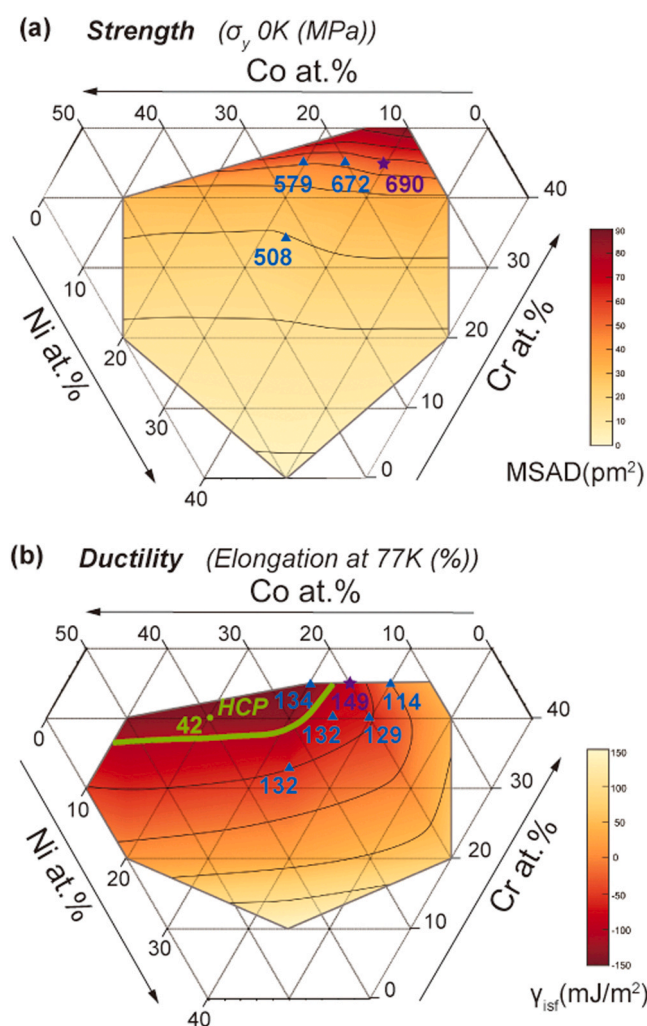 (a) Strength (σy 0K (MPa))
Co at.%
50 40 30 20 10 0
579 672 690
0 40
508
10 30
Ni at.%
20 20
Cr at.%
30 10
40 0
90
80
70
60
50
40
30
20
10
0
MSAD(pm²)
(b) Ductility (Elongation at 77K (%))
Co at.%
50 40 30 20 10 0
134 149 114
HCP
42
0 40
132 129
132
10 30
Ni at.%
20 20
Cr at.%
30 10
40 0
150
100
50
0
-50
-100
-150
γisf(mJ/m²)